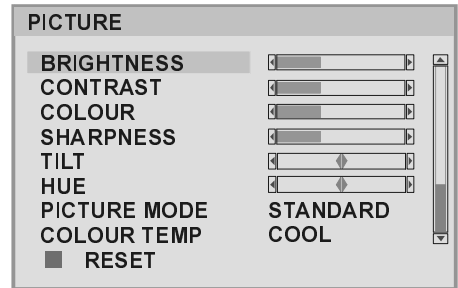 PICTURE
BRIGHTNESS
CONTRAST
COLOUR
SHARPNESS
TILT
HUE
PICTURE MODE STANDARD
COLOUR TEMP COOL
RESET